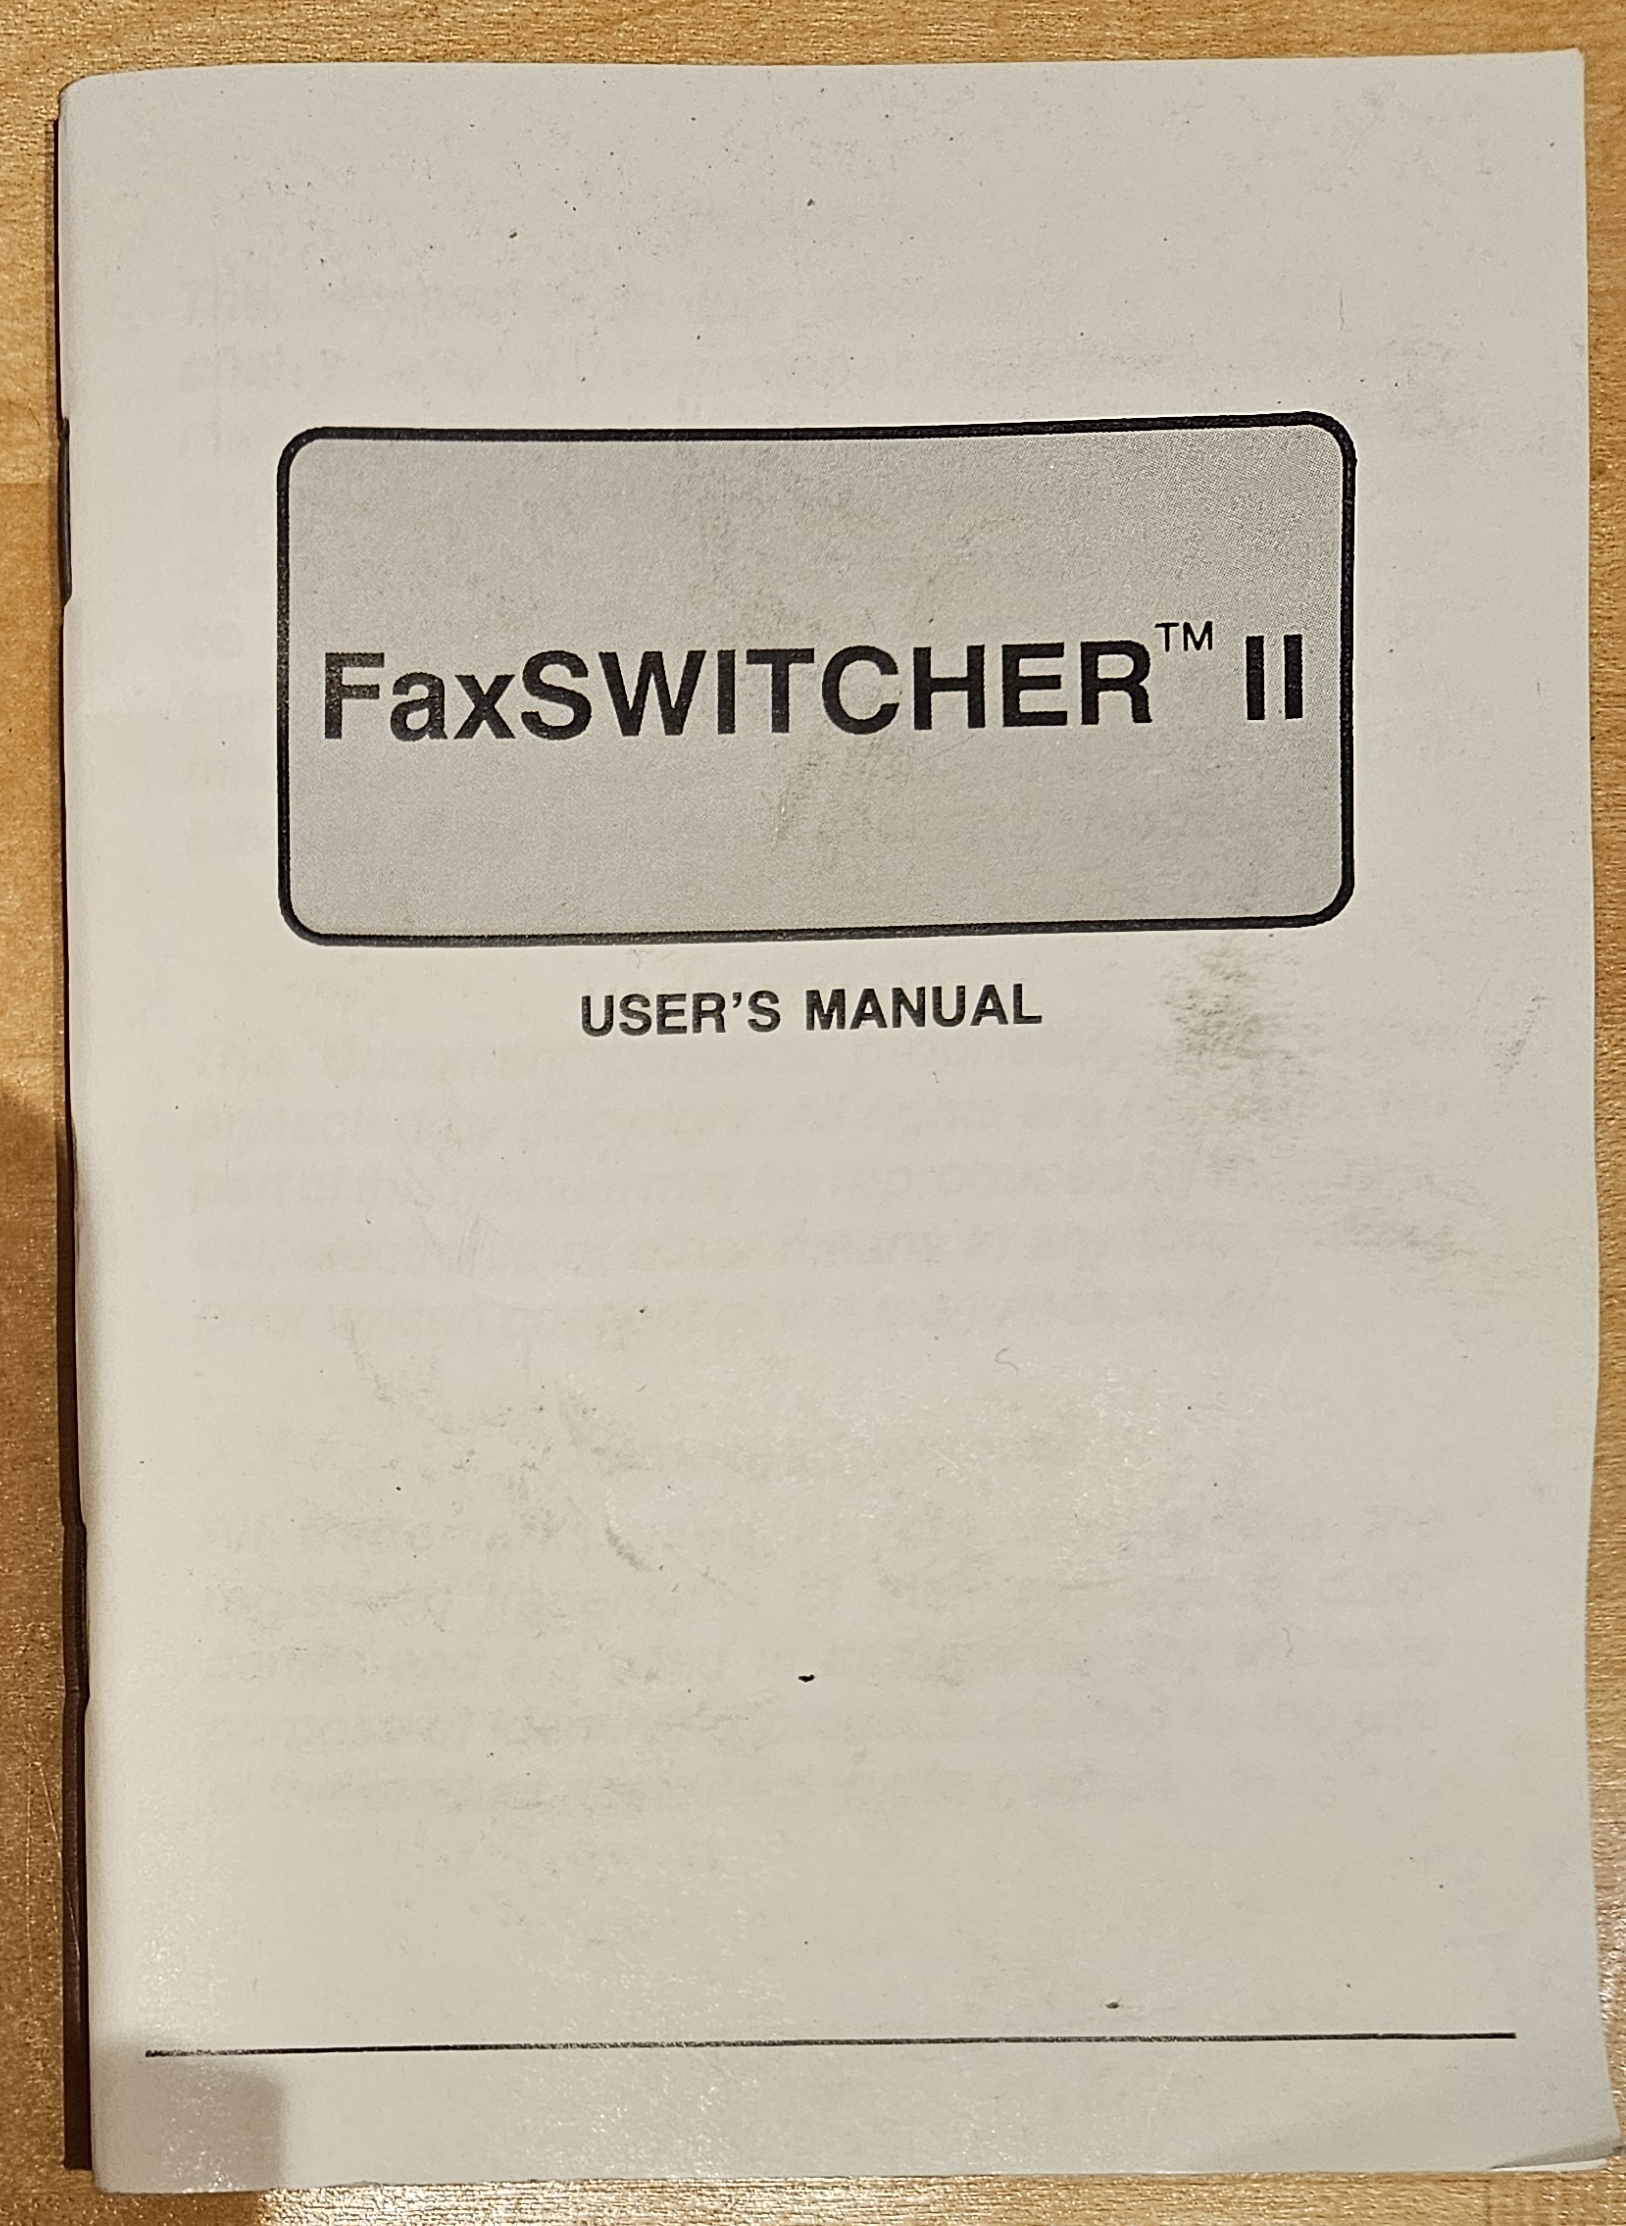 FaxSWITCHER™ II
USER'S MANUAL